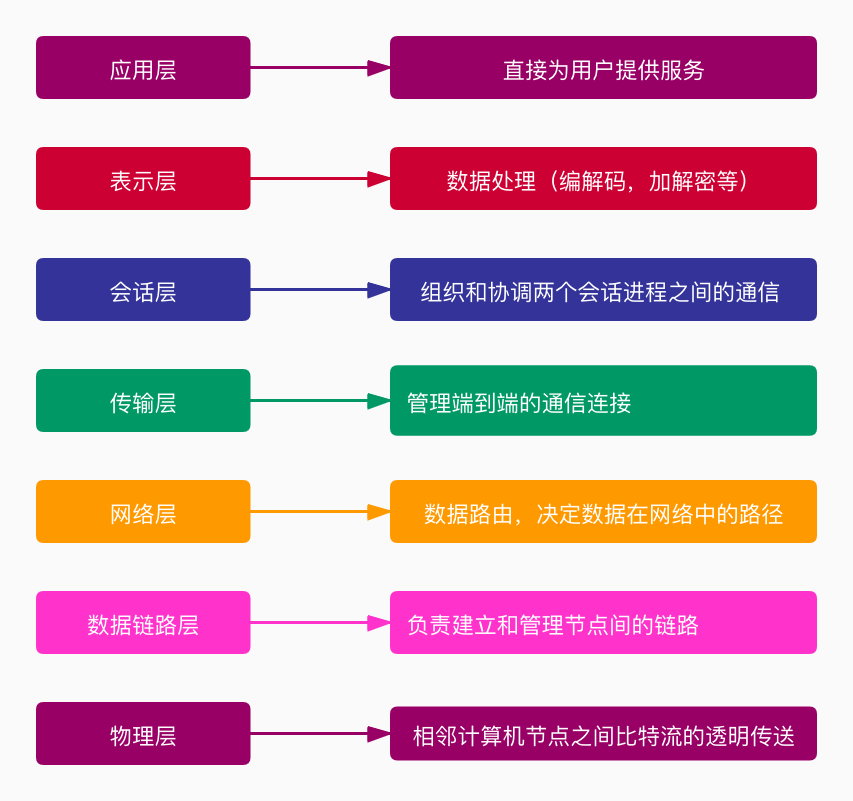 应用层
直接为用户提供服务
表示层
数据处理（编解码，加解密等）
会话层
组织和协调两个会话进程之间的通信
传输层
管理端到端的通信连接
网络层
数据路由，决定数据在网络中的路径
数据链路层
负责建立和管理节点间的链路
物理层
相邻计算机节点之间比特流的透明传送